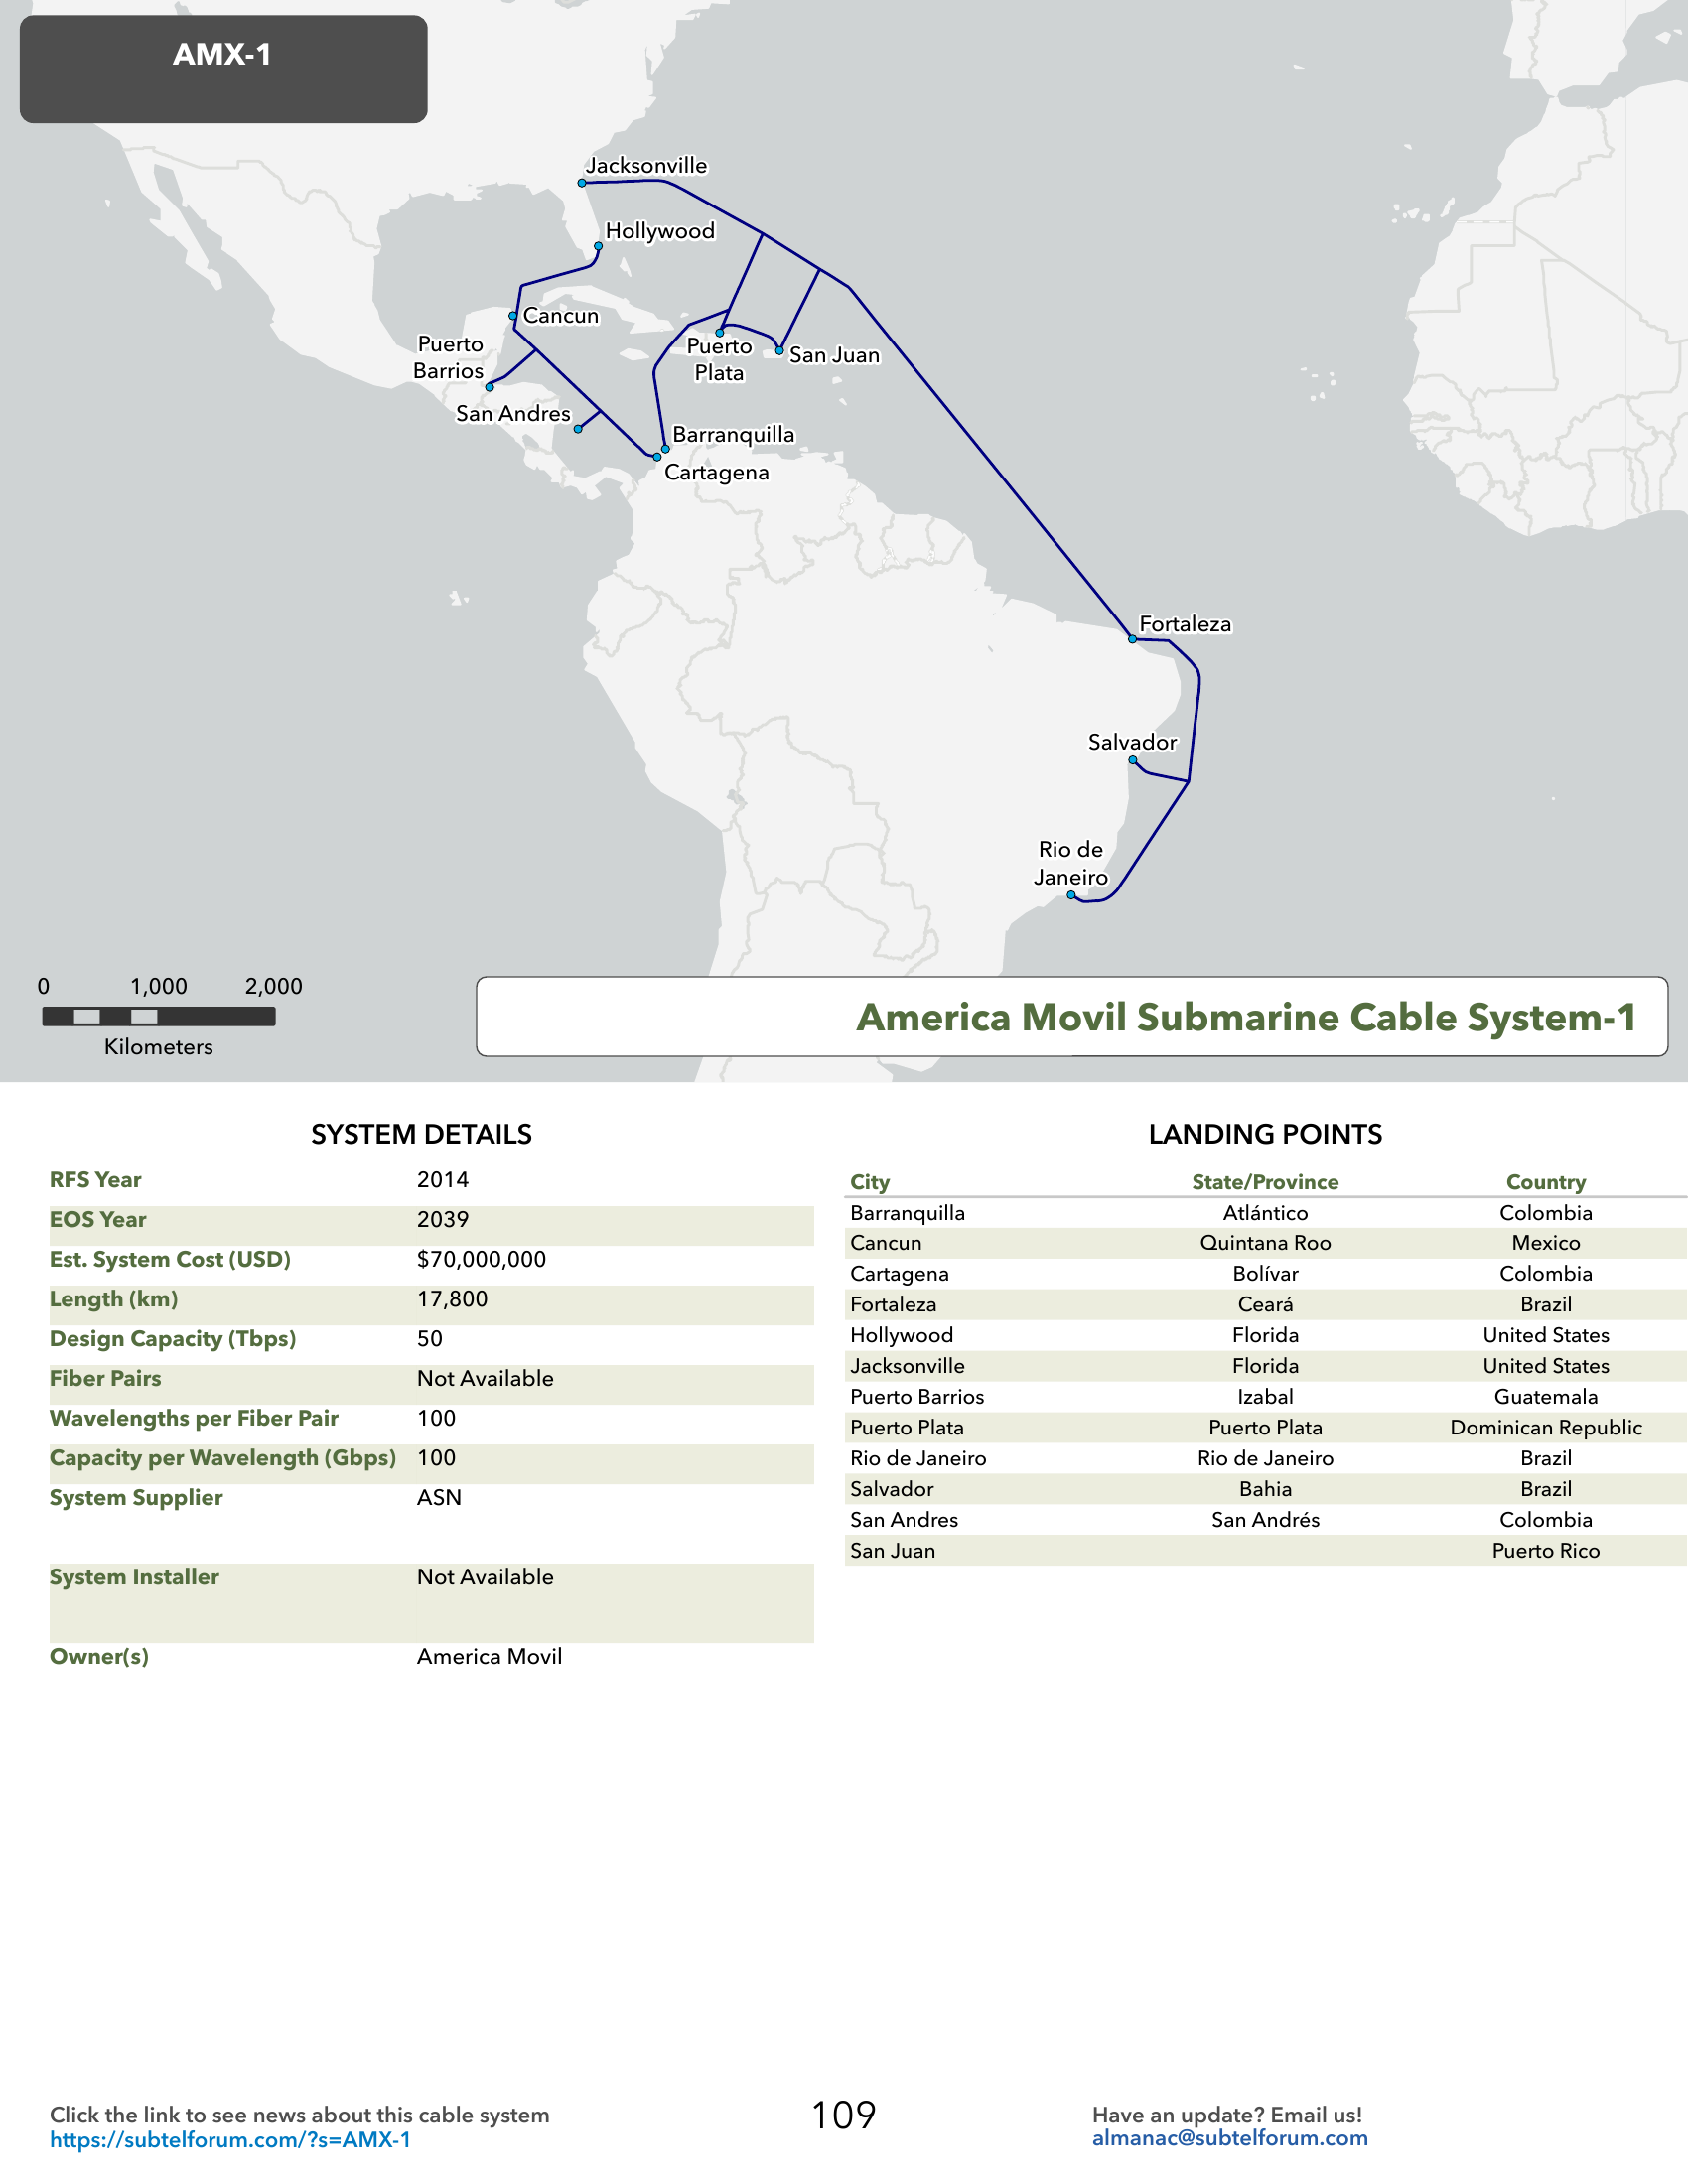 AMX-1
Jacksonville
Hollywood
Cancun
Puerto
Barrios
San Andres
Puerto
Plata
San Juan
Barranquilla
Cartagena
Fortaleza
Salvador
Rio de
Janeiro
0 1,000 2,000
Kilometers
America Movil Submarine Cable System-1
SYSTEM DETAILS
RFS Year 2014
EOS Year 2039
Est. System Cost (USD) $70,000,000
Length (km) 17,800
Design Capacity (Tbps) 50
Fiber Pairs Not Available
Wavelengths per Fiber Pair 100
Capacity per Wavelength (Gbps) 100
System Supplier ASN
System Installer Not Available
Owner(s) America Movil
LANDING POINTS
City State/Province Country
Barranquilla Atlántico Colombia
Cancun Quintana Roo Mexico
Cartagena Bolívar Colombia
Fortaleza Ceará Brazil
Hollywood Florida United States
Jacksonville Florida United States
Puerto Barrios Izabal Guatemala
Puerto Plata Puerto Plata Dominican Republic
Rio de Janeiro Rio de Janeiro Brazil
Salvador Bahia Brazil
San Andres San Andrés Colombia
San Juan Puerto Rico
Click the link to see news about this cable system
https://subtelforum.com/?s=AMX-1
109
Have an update? Email us!
almanac@subtelforum.com